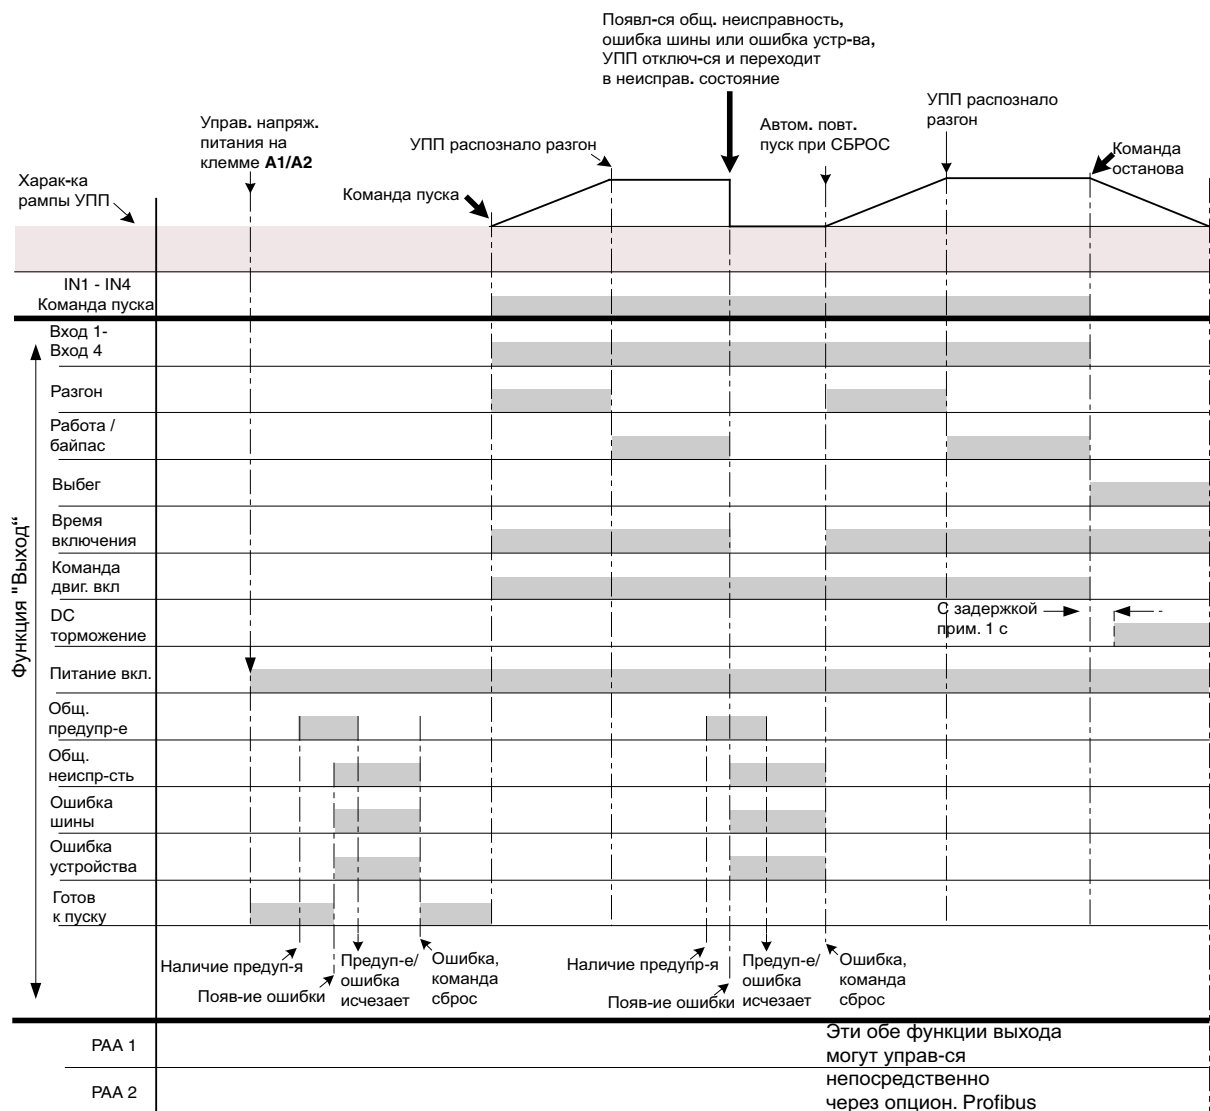 Появл-ся общ. неисправность,
ошибка шины или ошибка устр-ва,
УПП отключ-ся и переходит
в неисправ. состояние
Управ. напряж.
питания на
клемме A1/A2
УПП распознало разгон
Автом. повт.
пуск при СБРОС
УПП распознало
разгон
Команда
останова
Харак-ка
рампы УПП
Команда пуска
IN1 - IN4
Команда пуска
Функция "Выход“
Вход 1-
Вход 4
Разгон
Работа /
байпас
Выбег
Время
включения
Команда
двиг. вкл
DC
торможение
С задержкой
прим. 1 с
Питание вкл.
Общ.
предупр-е
Общ.
неиспр-сть
Ошибка
шины
Ошибка
устройства
Готов
к пуску
Наличие предуп-я
Появ-ие ошибки
Предуп-е/
ошибка
исчезает
Ошибка,
команда
сброс
Наличие предупр-я
Появ-ие ошибки
Предуп-е/
ошибка
исчезает
Ошибка,
команда
сброс
PAA 1
PAA 2
Эти обе функции выхода
могут управ-ся
непосредственно
через опцион. Profibus